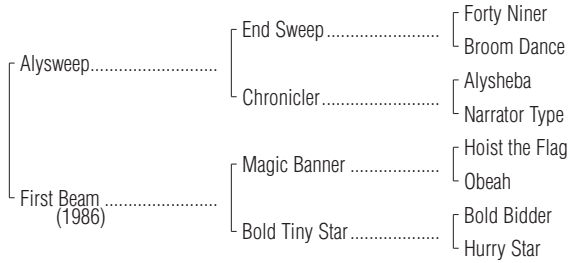 Forty Niner
End Sweep
Broom Dance
Alysweep
Alysheba
Chronicler
Narrator Type
Hoist the Flag
Magic Banner
Obeah
First Beam
(1986)
Bold Bidder
Bold Tiny Star
Hurry Star